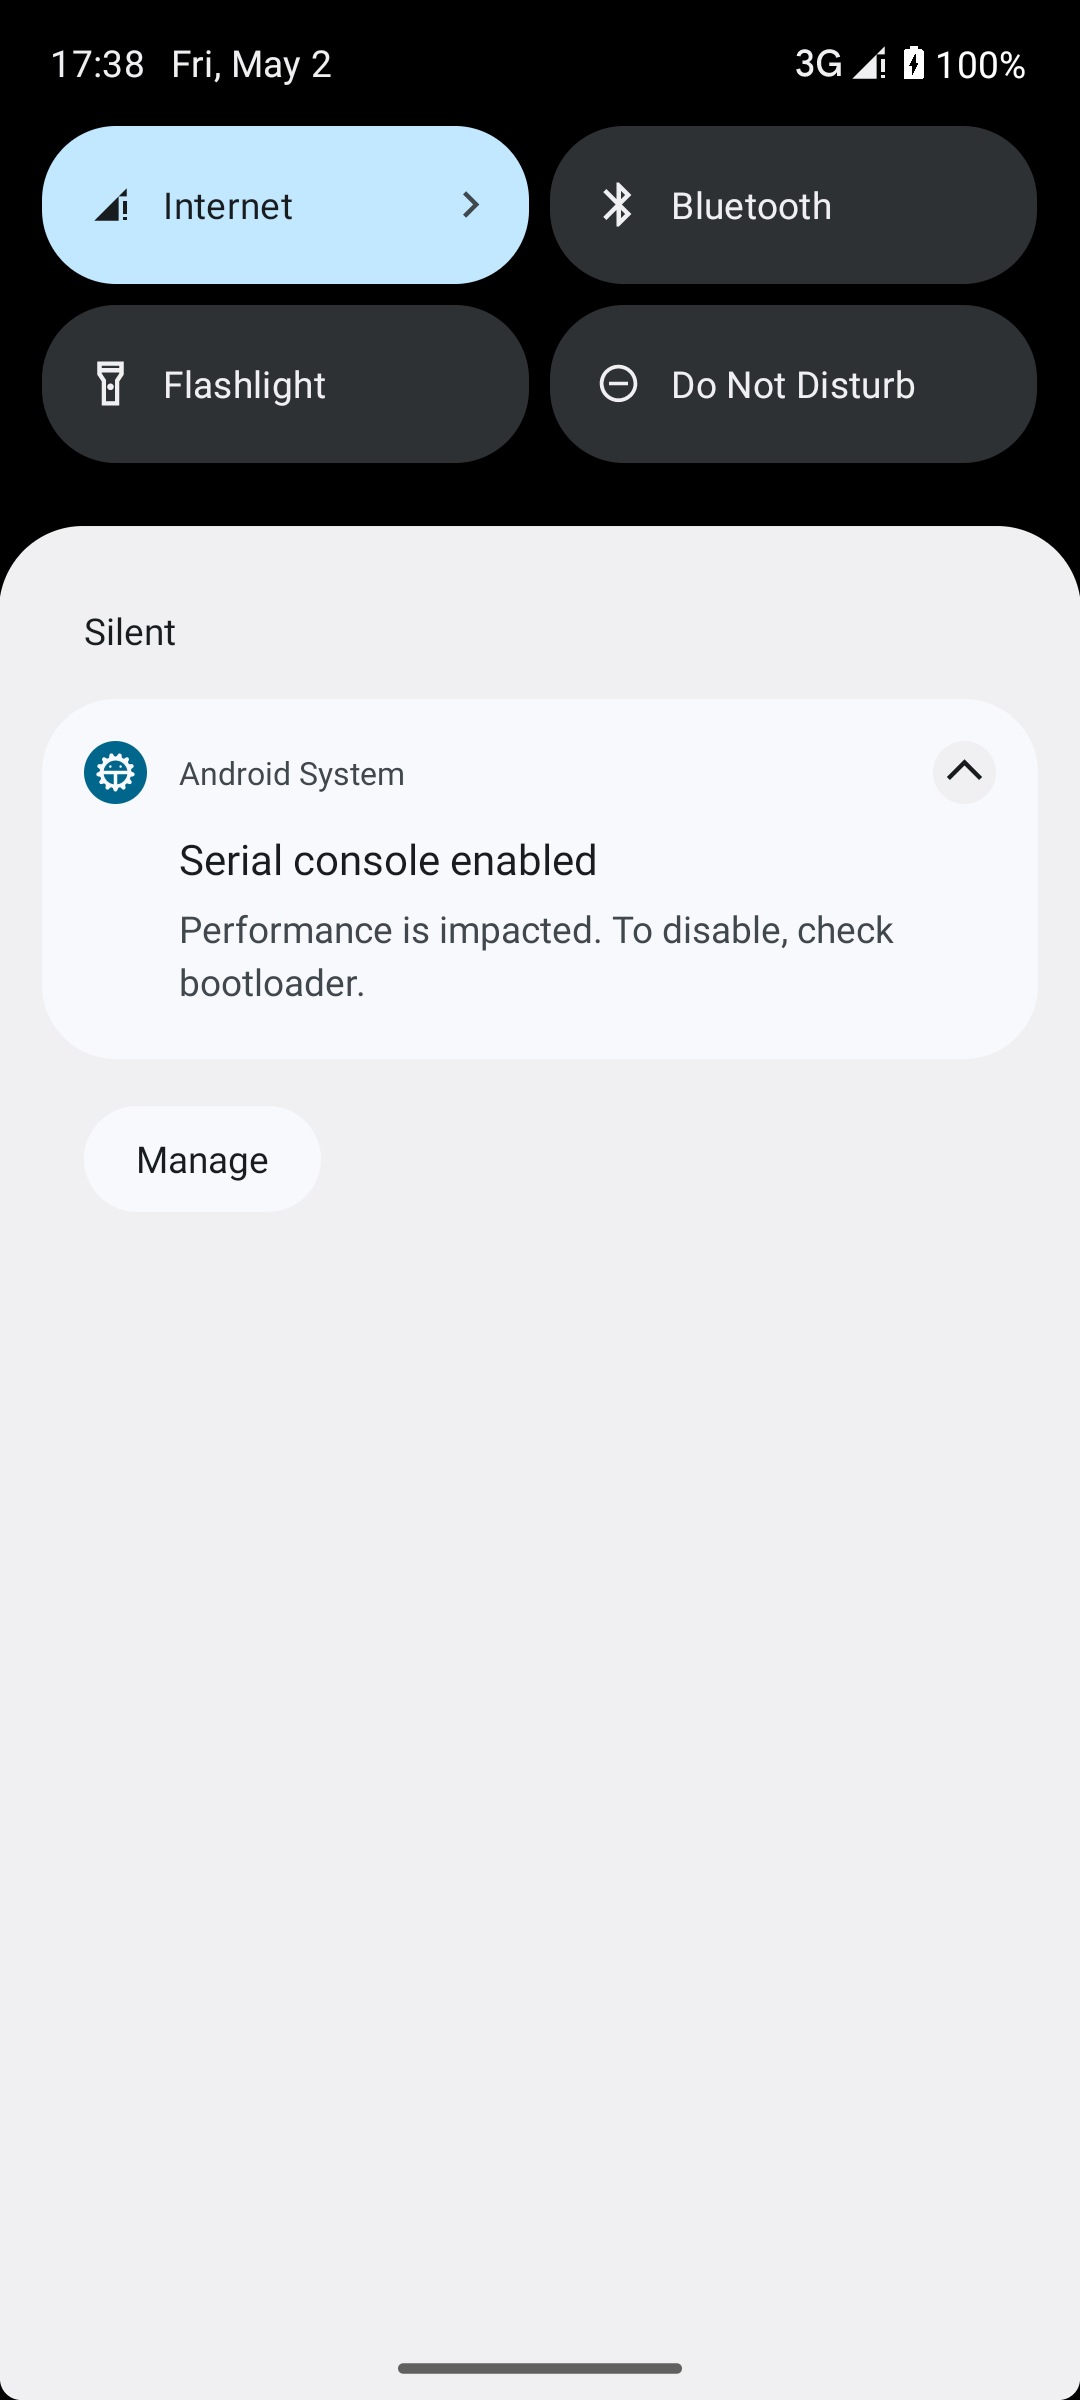 17:38 Fri, May 2 3G 100%
Internet
Bluetooth
Flashlight
Do Not Disturb
Silent
Android System
Serial console enabled
Performance is impacted. To disable, check
bootloader.
Manage